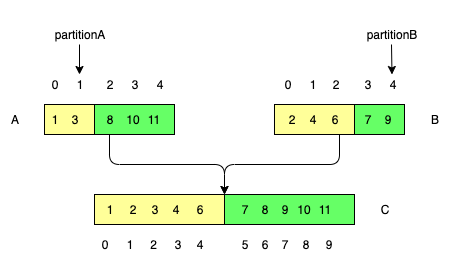 partitionA partitionB
0 1 2 3 4 0 1 2 3 4
A 1 3 8 10 11 2 4 6 7 9 B
1 2 3 4 6 7 8 9 10 11 C
0 1 2 3 4 5 6 7 8 9